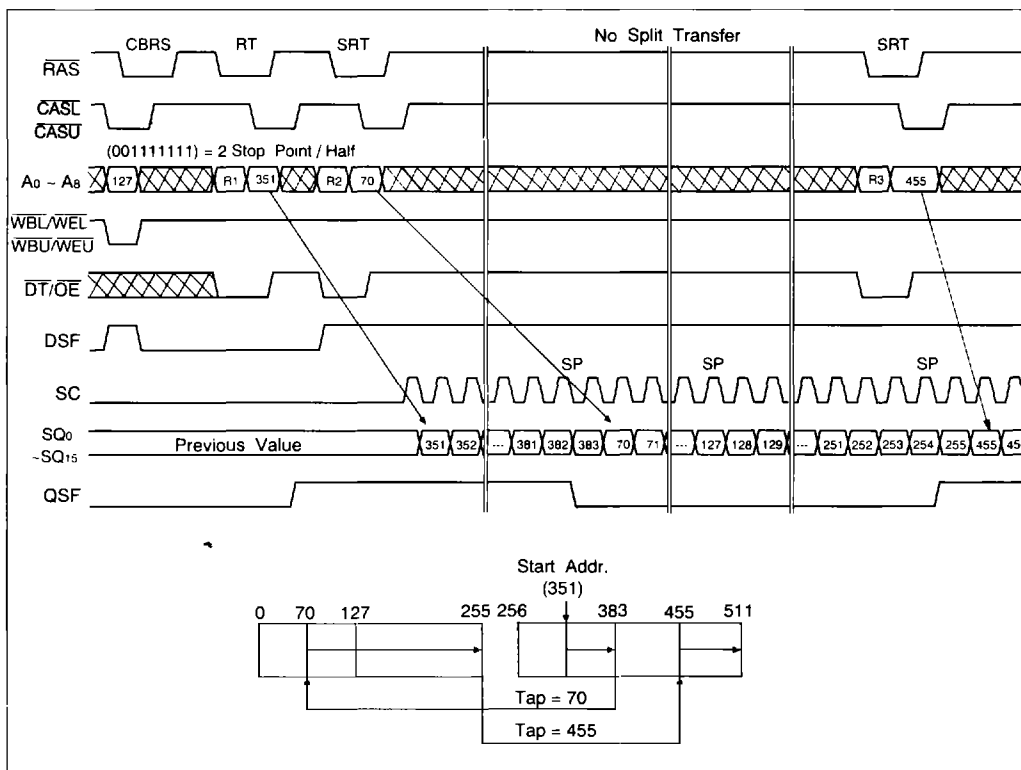 No Split Transfer
CBRS RT SRT SRT
RAS
CASL
CASU
(001111111) = 2 Stop Point / Half
A0 ~ A8 127 R1 351 R2 70 R3 455
WBL/WEL
WBU/WEU
DT/OE
DSF
SP SP SP
SC
SQ0
~SQ15
Previous Value 351 352 --- 381 382 383 70 71 --- 127 128 129 --- 251 252 253 254 255 455
QSF
Start Addr.
(351)
0 70 127 255 256 383 455 511
Tap = 70
Tap = 455